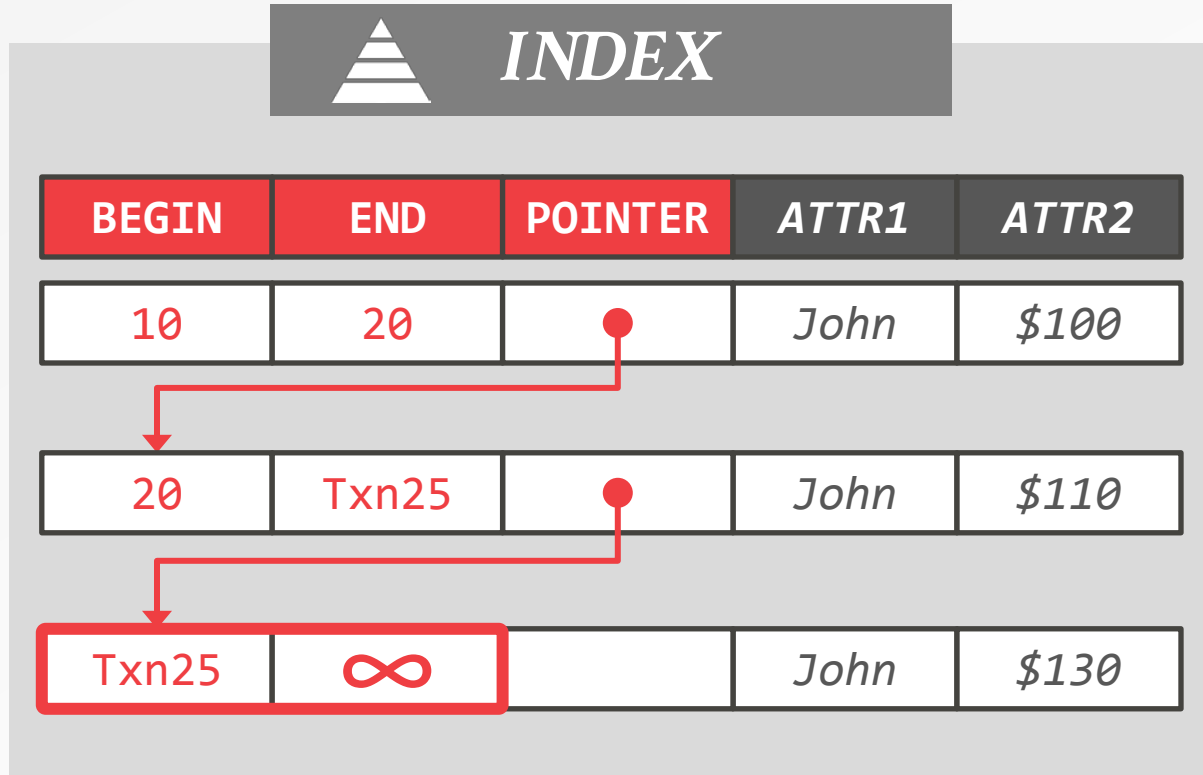 INDEX
BEGIN END POINTER ATTR1 ATTR2
10 20 John $100
20 Txn25 John $110
Txn25 ∞ John $130